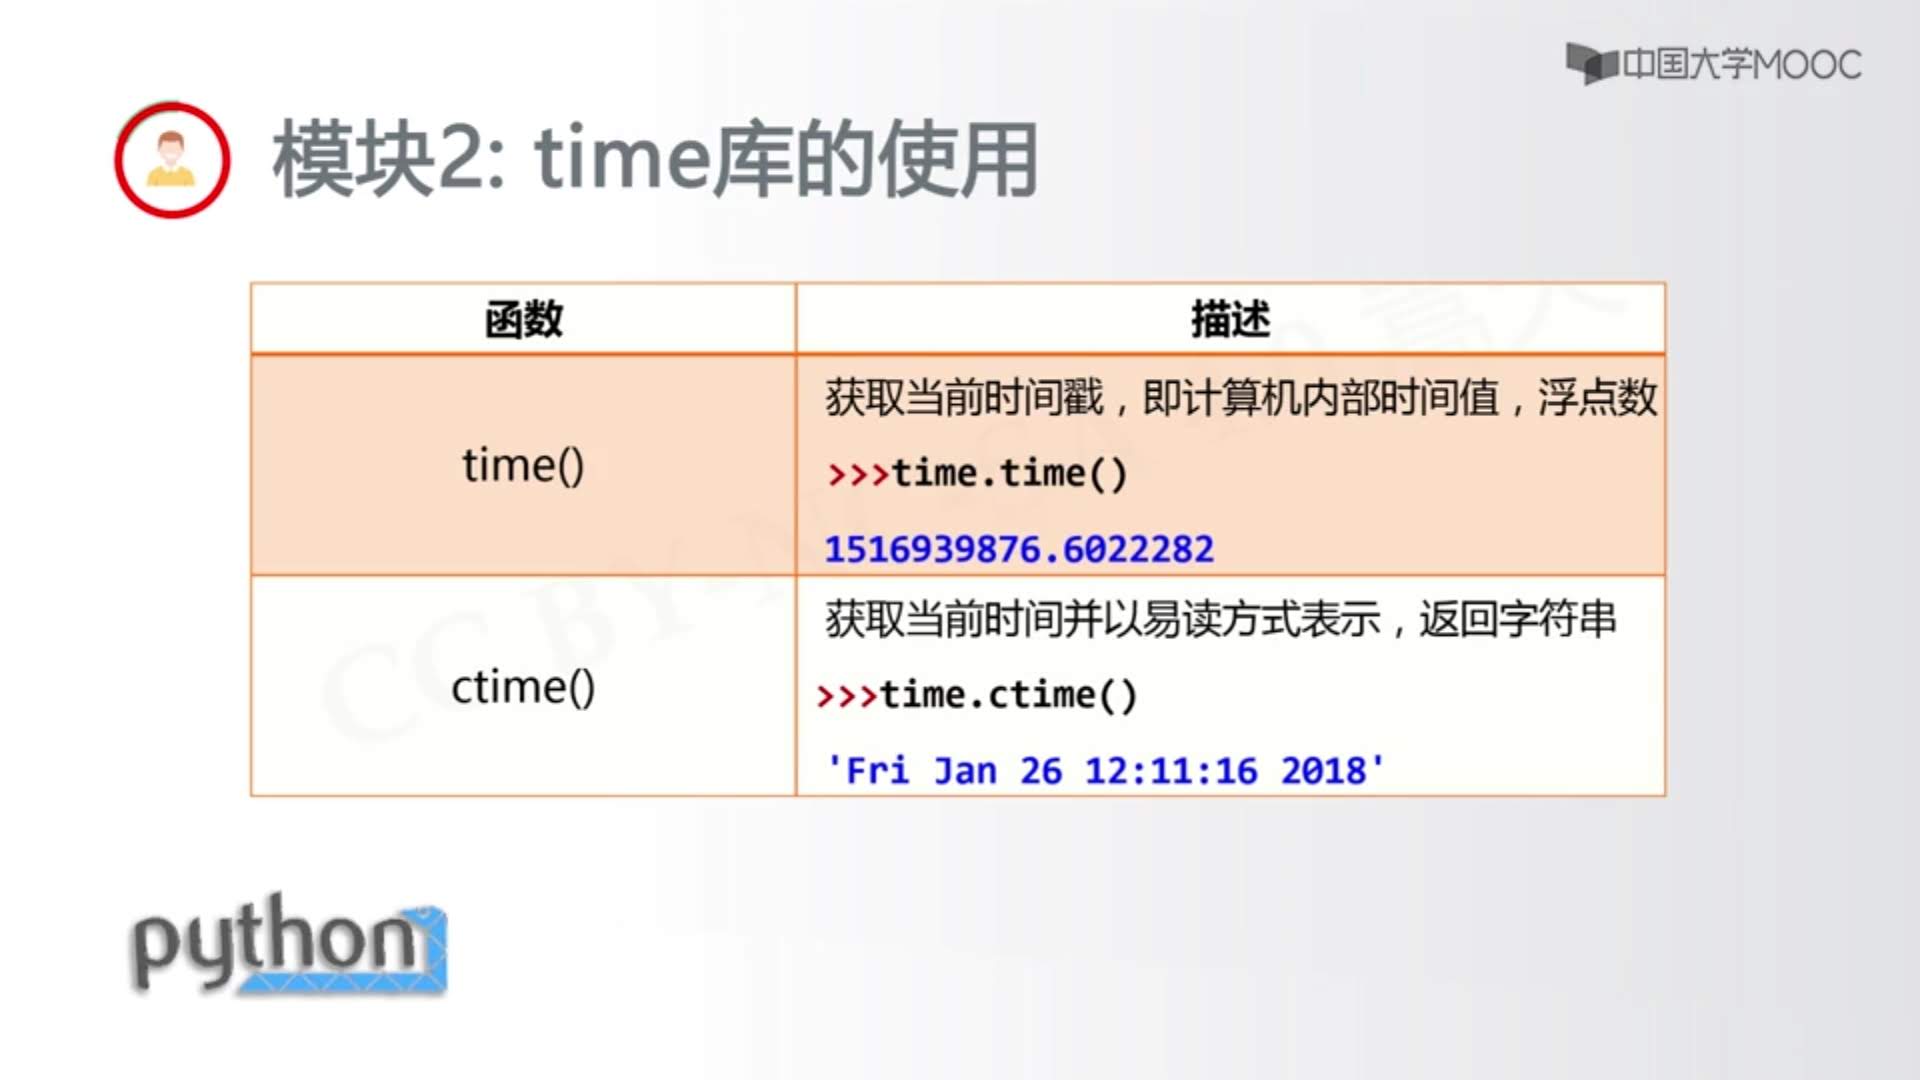 中国大学MOOC
模块2: time库的使用
函数
描述
time()
获取当前时间戳，即计算机内部时间值，浮点数
>>>time.time()
1516939876.6022282
ctime()
获取当前时间并以易读方式表示，返回字符串
>>>time.ctime()
'Fri Jan 26 12:11:16 2018'
python